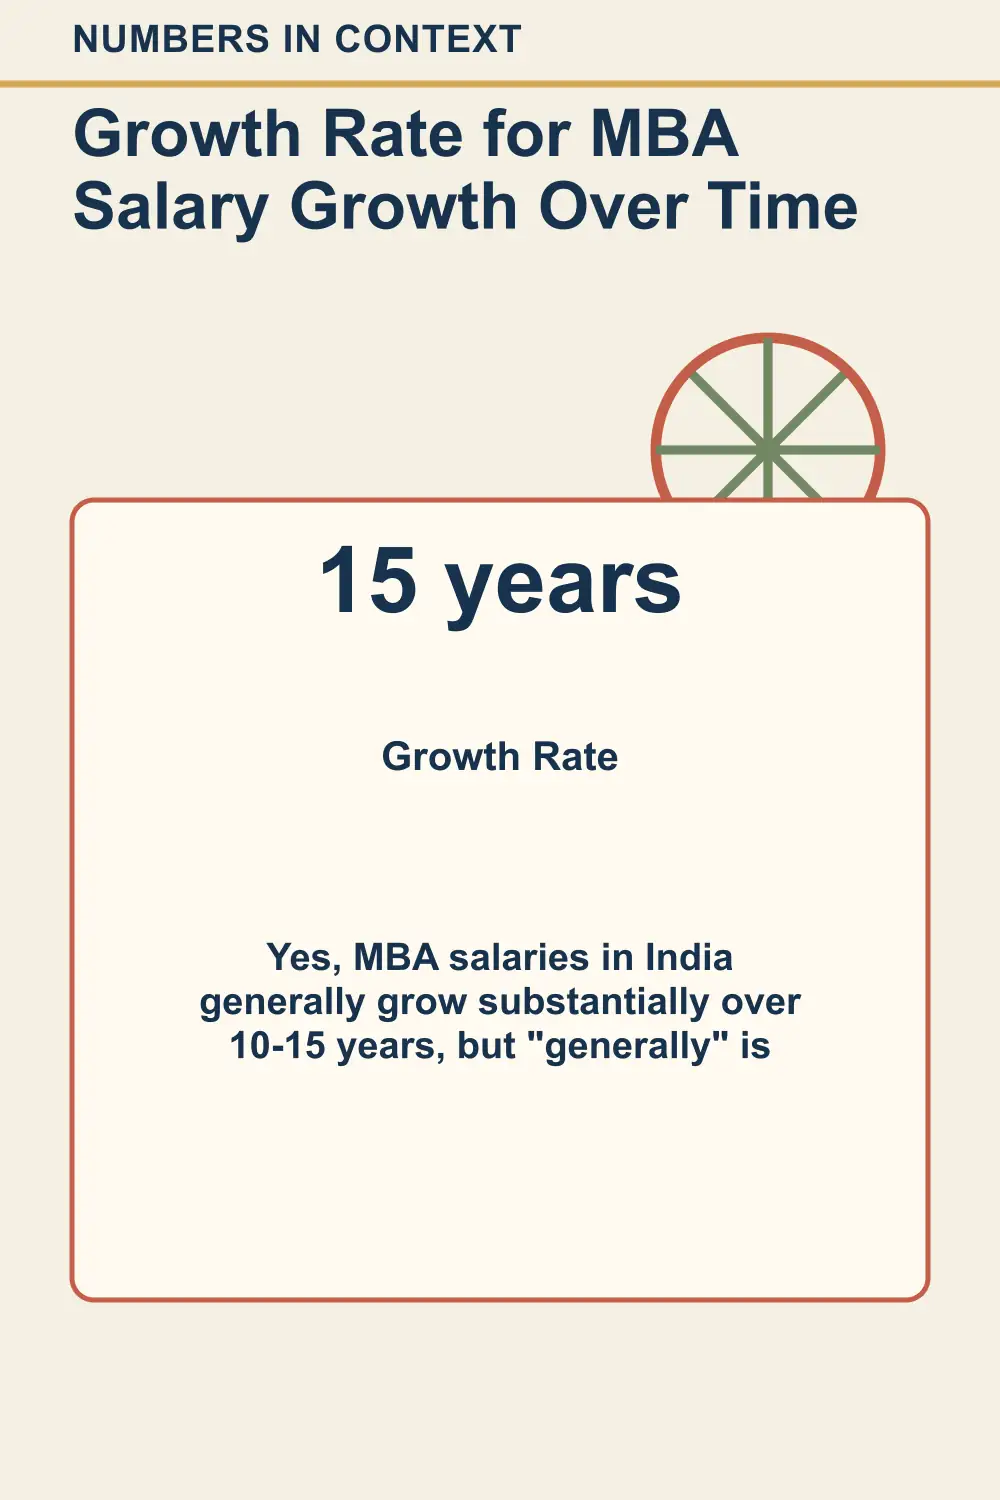 NUMBERS IN CONTEXT
Growth Rate for MBA
Salary Growth Over Time
15 years
Growth Rate
Yes, MBA salaries in India
generally grow substantially over
10-15 years, but "generally" is